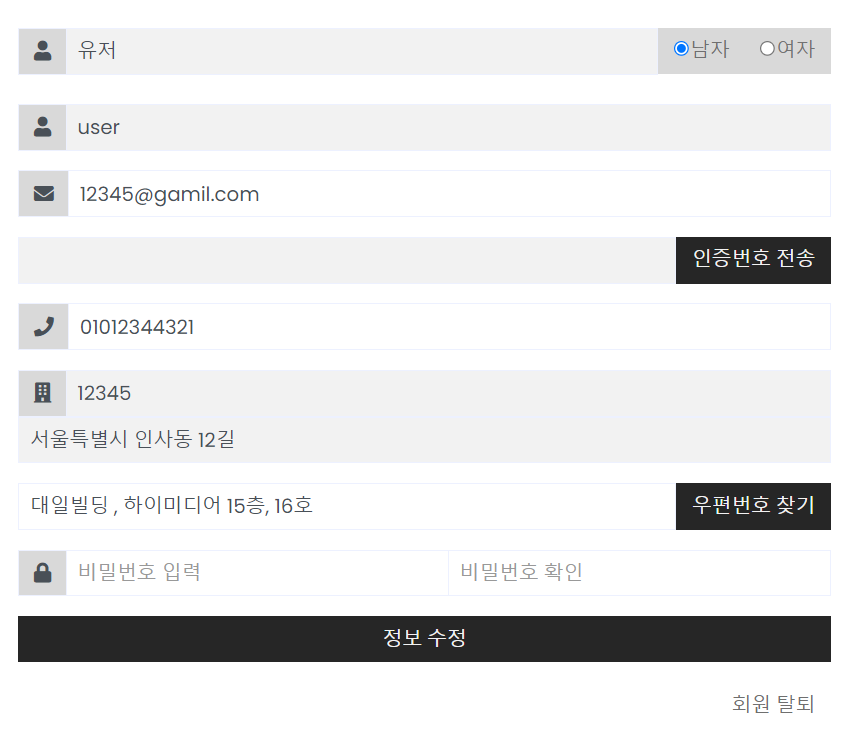 유저 남자 여자
user
12345@gamil.com
인증번호 전송
01012344321
12345
서울특별시 인사동 12길
대일빌딩 , 하이미디어 15층, 16호 우편번호 찾기
비밀번호 입력 비밀번호 확인
정보 수정
회원 탈퇴